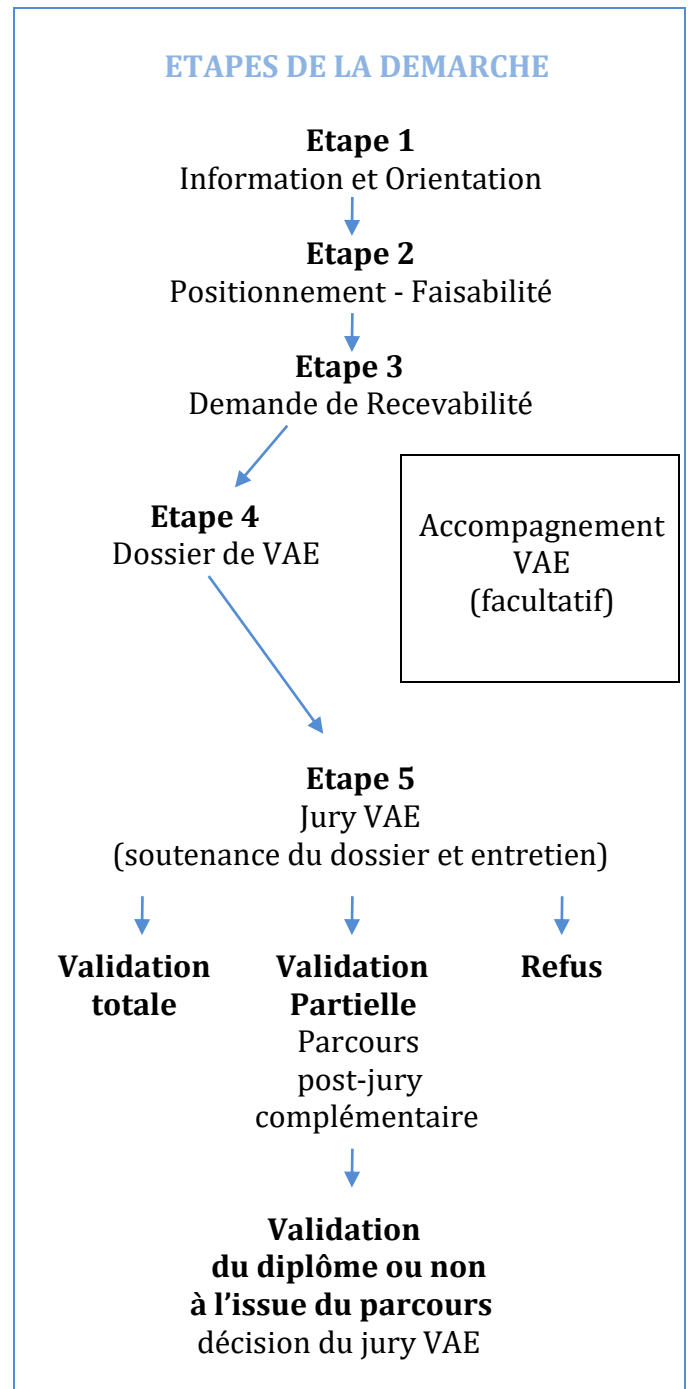 ETAPES DE LA DEMARCHE
Etape 1
Information et Orientation
Etape 2
Positionnement - Faisabilité
Etape 3
Demande de Recevabilité
Etape 4
Dossier de VAE
Accompagnement
VAE
(facultatif)
Etape 5
Jury VAE
(soutenance du dossier et entretien)
Validation
totale
Validation
Partielle
Parcours
post-jury
complémentaire
Refus
Validation
du diplôme ou non
à l’issue du parcours
décision du jury VAE